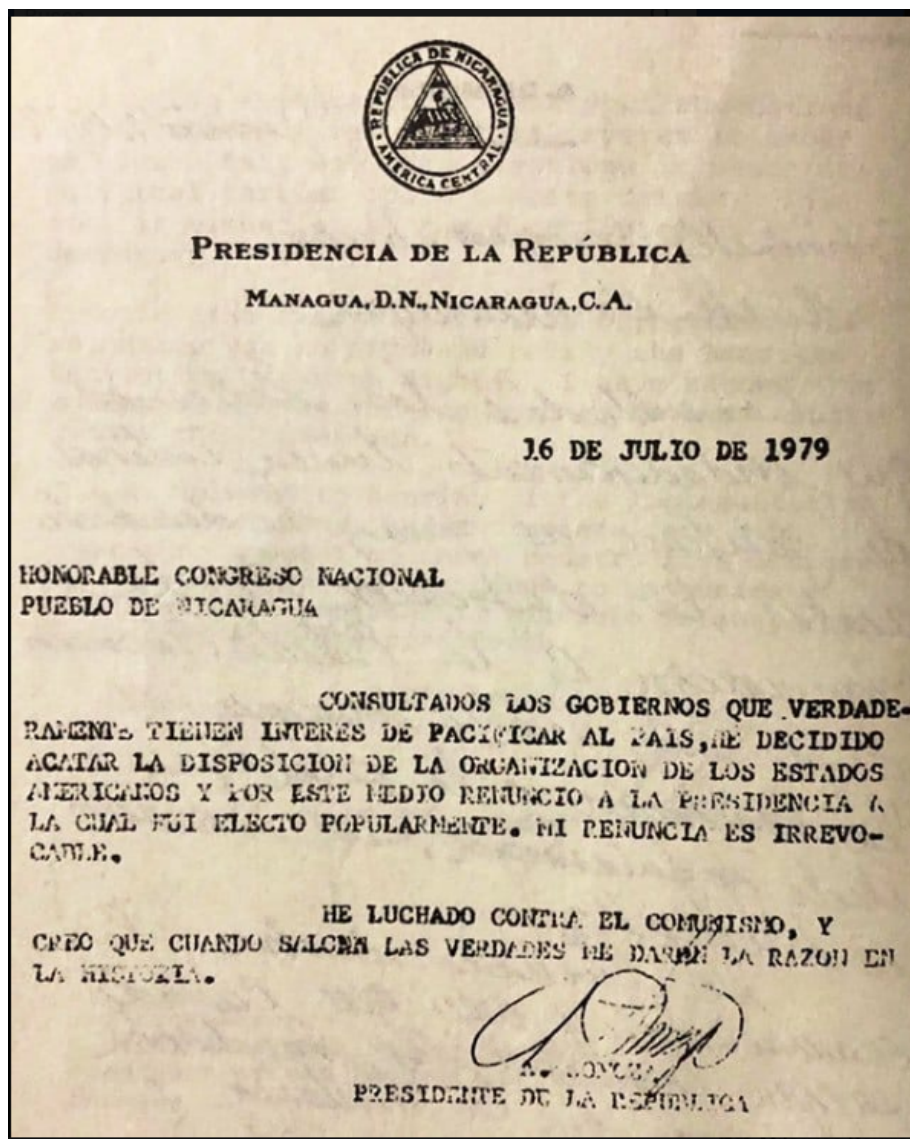 REPUBLICA DE NICARAGUA
AMERICA CENTRAL
PRESIDENCIA DE LA REPÚBLICA
MANAGUA, D.N., NICARAGUA, C.A.
16 DE JULIO DE 1979
HONORABLE CONGRESO NACIONAL
PUEBLO DE NICARAGUA
CONSULTADOS LOS GOBIERNOS QUE VERDADE-
RAMENTE TIENEN INTERES DE PACIFICAR AL PAIS, HE DECIDIDO
ACATAR LA DISPOSICION DE LA ORGANIZACION DE LOS ESTADOS
AMERICANOS Y POR ESTE MEDIO RENUNCIO A LA PRESIDENCIA A
LA CUAL FUI ELECTO POPULARMENTE. MI RENUNCIA ES IRREVO-
CABLE.
HE LUCHADO CONTRA EL COMUNISMO, Y
CREO QUE CUANDO SALGAN LAS VERDADES ME DARAN LA RAZON EN
LA HISTORIA.
A. SOMOZA
PRESIDENTE DE LA REPUBLICA